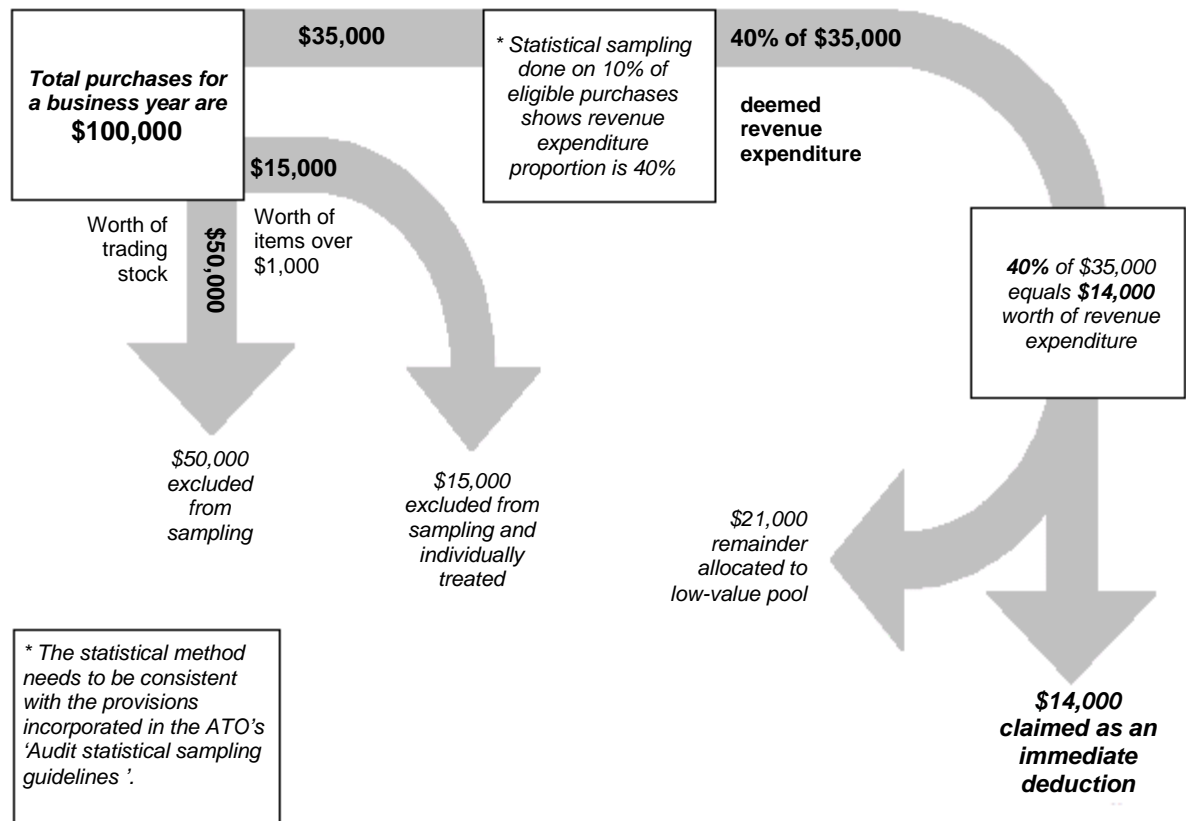 Total purchases for
a business year are
$100,000
$35,000
* Statistical sampling
done on 10% of
eligible purchases
shows revenue
expenditure
proportion is 40%
40% of $35,000
deemed
revenue
expenditure
$15,000
Worth of
items over
$1,000
Worth of
trading
stock
$50,000
40% of $35,000
equals $14,000
worth of revenue
expenditure
$50,000
excluded
from
sampling
$15,000
excluded from
sampling and
individually
treated
$21,000
remainder
allocated to
low-value pool
* The statistical method
needs to be consistent
with the provisions
incorporated in the ATO's
‘Audit statistical sampling
guidelines ’.
$14,000
claimed as an
immediate
deduction